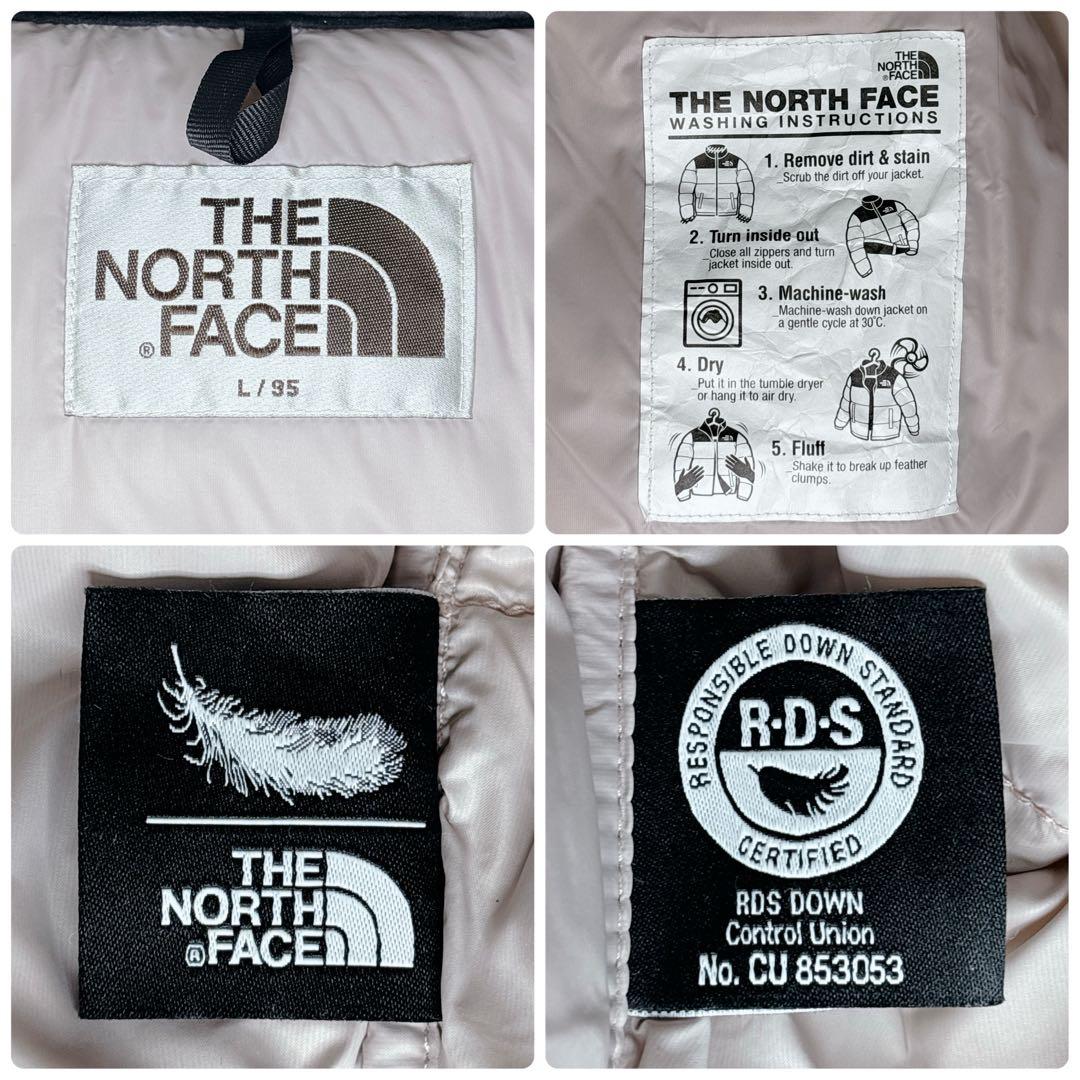 THE
NORTH
FACE
®
L / 95
THE
NORTH
FACE
THE NORTH FACE
WASHING INSTRUCTIONS
1. Remove dirt & stain
_Scrub the dirt off your jacket.
2. Turn inside out
_Close all zippers and turn
jacket inside out.
3. Machine-wash
_Machine-wash down jacket on
a gentle cycle at 30°C.
4. Dry
_Put it in the tumble dryer
or hang it to air dry.
5. Fluff
_Shake it to break up feather
clumps.
THE
NORTH
®FACE
RESPONSIBLE DOWN STANDARD
R·D·S
CERTIFIED
RDS DOWN
Control Union
No. CU 853053